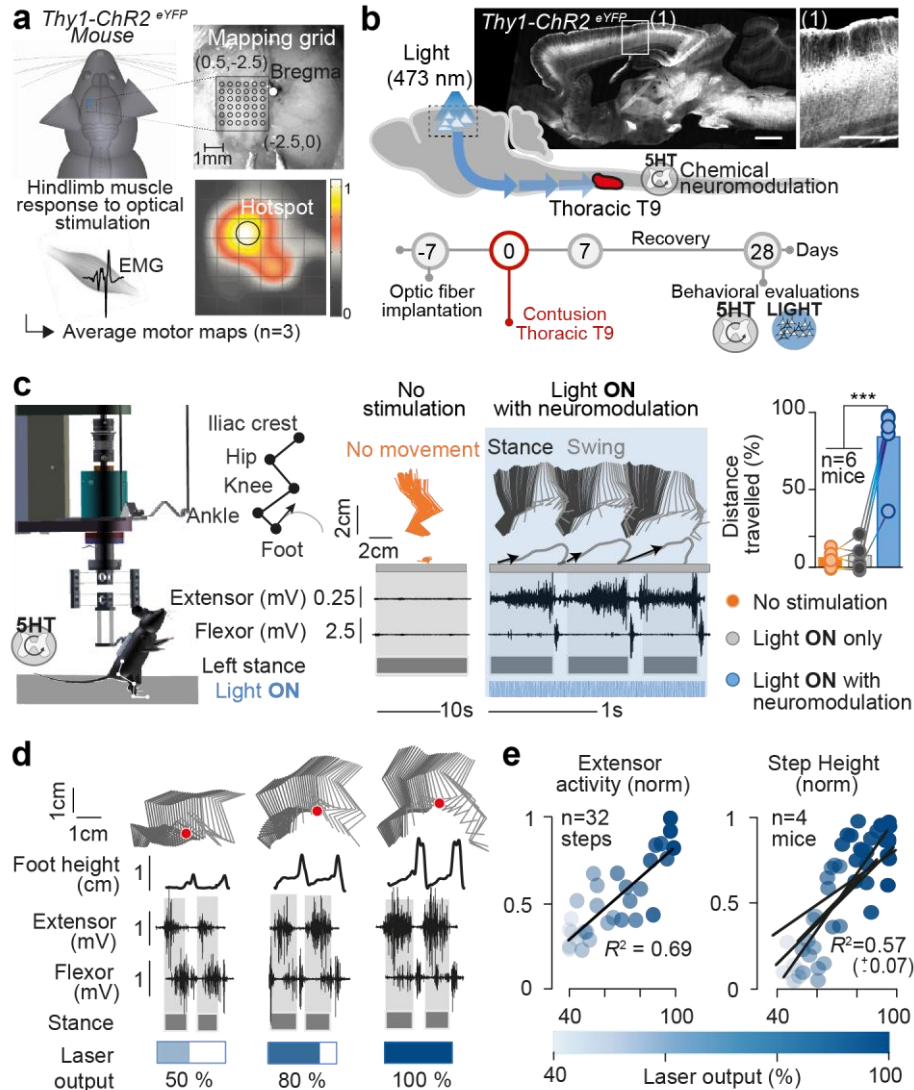 a
Thy1-ChR2 eYFP
Mouse
Mapping grid
(0.5,-2.5)
Bregma
(-2.5,0)
1mm
Hindlimb muscle
response to optical
stimulation
EMG
Hotspot
1
0
Average motor maps (n=3)
b
Thy1-ChR2 eYFP
(1)
(1)
Light
(473 nm)
5HT
Chemical
neuromodulation
Thoracic T9
-7
0
7
Recovery
28
Days
Optic fiber
implantation
Contusion
Thoracic T9
Behavioral evaluations
5HT
LIGHT
c
Iliac crest
Hip
Knee
Ankle
Foot
5HT
Left stance
Light ON
No
stimulation
No movement
2cm
2cm
Light ON
with neuromodulation
Stance
Swing
Extensor (mV)
0.25
Flexor (mV)
2.5
10s
1s
Distance
travelled (%)
100
50
0
n=6
mice
***
No stimulation
Light ON only
Light ON with
neuromodulation
d
1cm
1cm
Foot height
(cm)
1
Extensor
(mV)
1
Flexor
(mV)
1
Stance
Laser
output
50 %
80 %
100 %
e
Extensor
activity (norm)
n=32
steps
1
0.5
0
R² = 0.69
40
100
Step Height
(norm)
n=4
mice
1
0.5
0
R²=0.57
(±0.07)
40
100
40
100
Laser output (%)